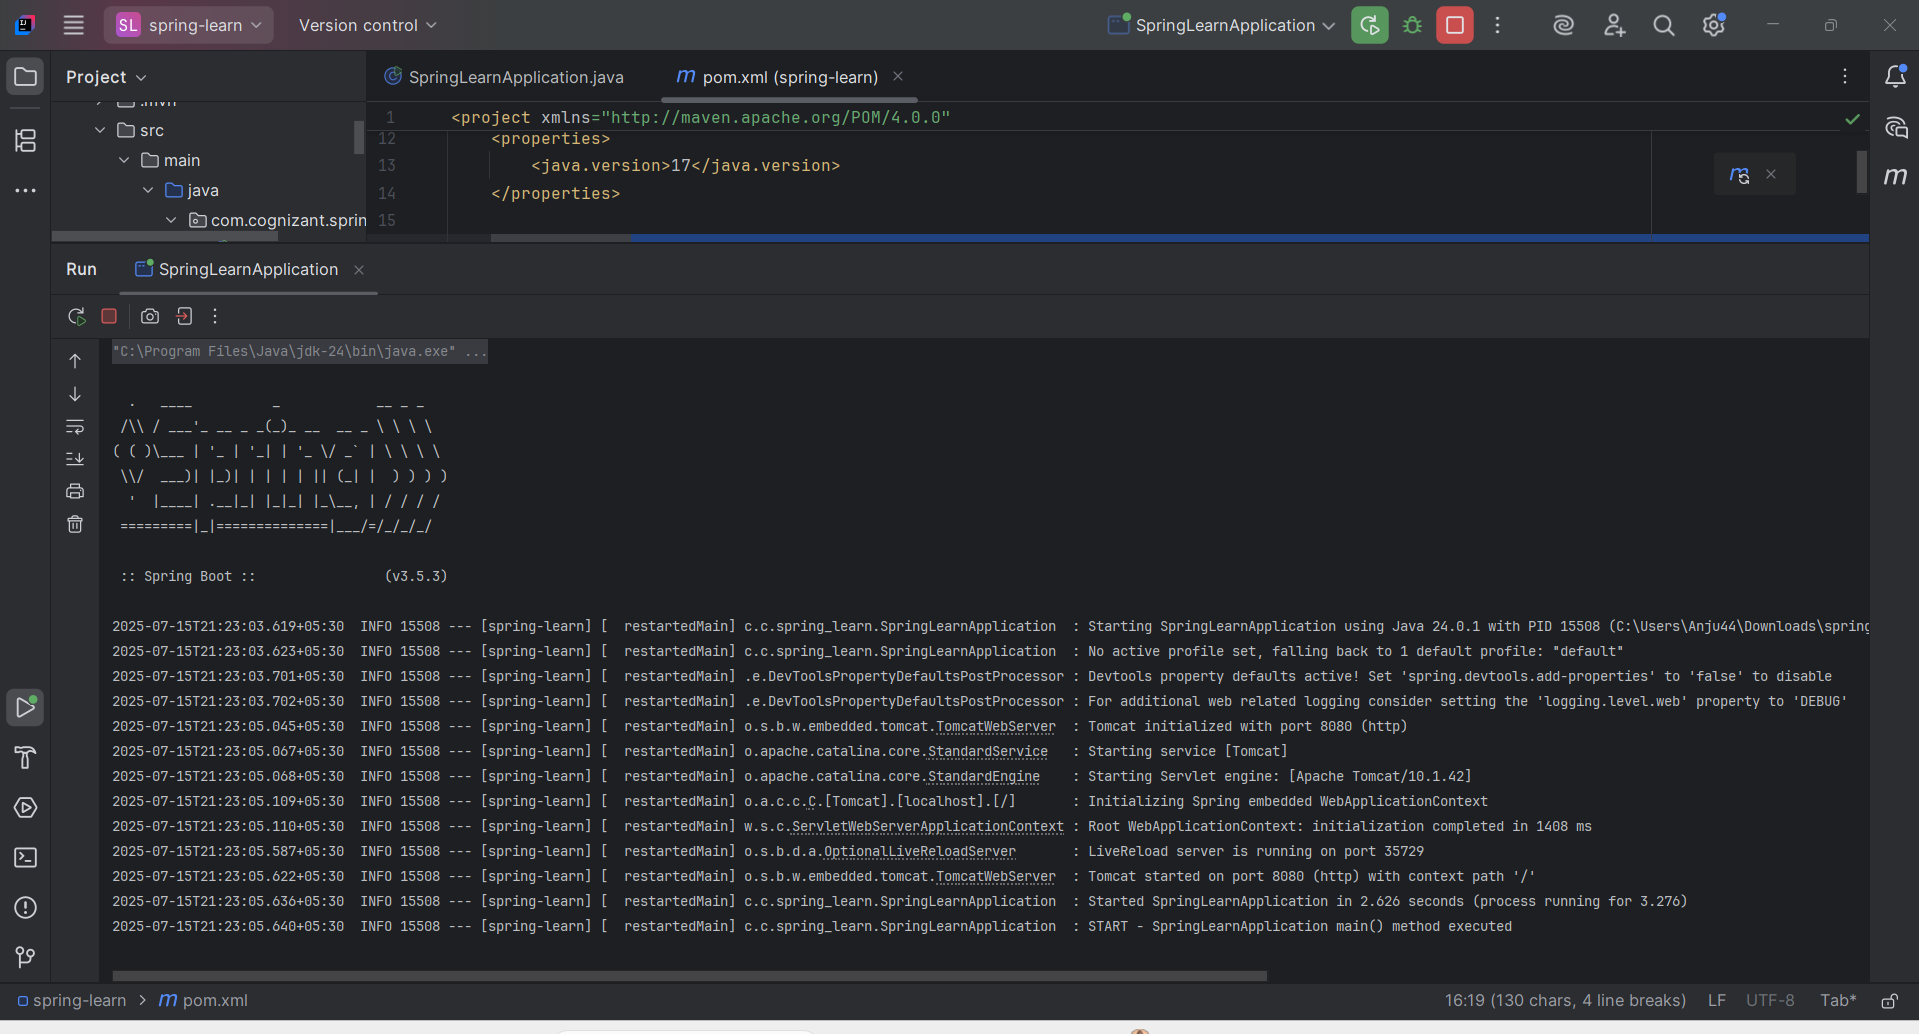 SL spring-learn Version control SpringLearnApplication
Project SpringLearnApplication.java m pom.xml (spring-learn)
.mvn
src
main
java
com.cognizant.sprin
1 <project xmlns="http://maven.apache.org/POM/4.0.0"
12 <properties>
13 <java.version>17</java.version>
14 </properties>
15
Run SpringLearnApplication
"C:\Program Files\Java\jdk-24\bin\java.exe" ...
  .   ____          _            __ _ _
 /\\ / ___'_ __ _ _(_)_ __  __ _ \ \ \ \
( ( )\___ | '_ | '_| | '_ \/ _` | \ \ \ \
 \\/  ___)| |_)| | | | | || (_| |  ) ) ) )
  '  |____| .__|_| |_|_| |_\__, | / / / /
 =========|_|==============|___/=/_/_/_/
 :: Spring Boot ::                (v3.5.3)
2025-07-15T21:23:03.619+05:30  INFO 15508 --- [spring-learn] [  restartedMain] c.c.spring_learn.SpringLearnApplication  : Starting SpringLearnApplication using Java 24.0.1 with PID 15508 (C:\Users\Anju44\Downloads\spring
2025-07-15T21:23:03.623+05:30  INFO 15508 --- [spring-learn] [  restartedMain] c.c.spring_learn.SpringLearnApplication  : No active profile set, falling back to 1 default profile: "default"
2025-07-15T21:23:03.701+05:30  INFO 15508 --- [spring-learn] [  restartedMain] .e.DevToolsPropertyDefaultsPostProcessor : Devtools property defaults active! Set 'spring.devtools.add-properties' to 'false' to disable
2025-07-15T21:23:03.702+05:30  INFO 15508 --- [spring-learn] [  restartedMain] .e.DevToolsPropertyDefaultsPostProcessor : For additional web related logging consider setting the 'logging.level.web' property to 'DEBUG'
2025-07-15T21:23:05.045+05:30  INFO 15508 --- [spring-learn] [  restartedMain] o.s.b.w.embedded.tomcat.TomcatWebServer  : Tomcat initialized with port 8080 (http)
2025-07-15T21:23:05.067+05:30  INFO 15508 --- [spring-learn] [  restartedMain] o.apache.catalina.core.StandardService   : Starting service [Tomcat]
2025-07-15T21:23:05.068+05:30  INFO 15508 --- [spring-learn] [  restartedMain] o.apache.catalina.core.StandardEngine    : Starting Servlet engine: [Apache Tomcat/10.1.42]
2025-07-15T21:23:05.109+05:30  INFO 15508 --- [spring-learn] [  restartedMain] o.a.c.c.C.[Tomcat].[localhost].[/]       : Initializing Spring embedded WebApplicationContext
2025-07-15T21:23:05.110+05:30  INFO 15508 --- [spring-learn] [  restartedMain] w.s.c.ServletWebServerApplicationContext : Root WebApplicationContext: initialization completed in 1408 ms
2025-07-15T21:23:05.587+05:30  INFO 15508 --- [spring-learn] [  restartedMain] o.s.b.d.a.OptionalLiveReloadServer       : LiveReload server is running on port 35729
2025-07-15T21:23:05.622+05:30  INFO 15508 --- [spring-learn] [  restartedMain] o.s.b.w.embedded.tomcat.TomcatWebServer  : Tomcat started on port 8080 (http) with context path '/'
2025-07-15T21:23:05.636+05:30  INFO 15508 --- [spring-learn] [  restartedMain] c.c.spring_learn.SpringLearnApplication  : Started SpringLearnApplication in 2.626 seconds (process running for 3.276)
2025-07-15T21:23:05.640+05:30  INFO 15508 --- [spring-learn] [  restartedMain] c.c.spring_learn.SpringLearnApplication  : START - SpringLearnApplication main() method executed
spring-learn > m pom.xml 16:19 (130 chars, 4 line breaks) LF UTF-8 Tab*